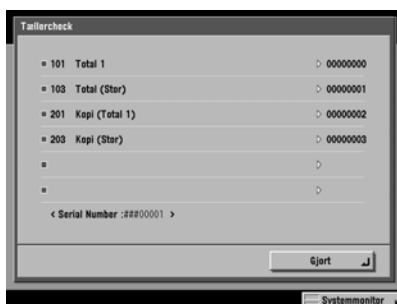 Tællercheck
101 Total 1 00000000
103 Total (Stor) 00000001
201 Kopi (Total 1) 00000002
203 Kopi (Stor) 00000003
< Serial Number :###00001 >
Gjort
Systemmonitor